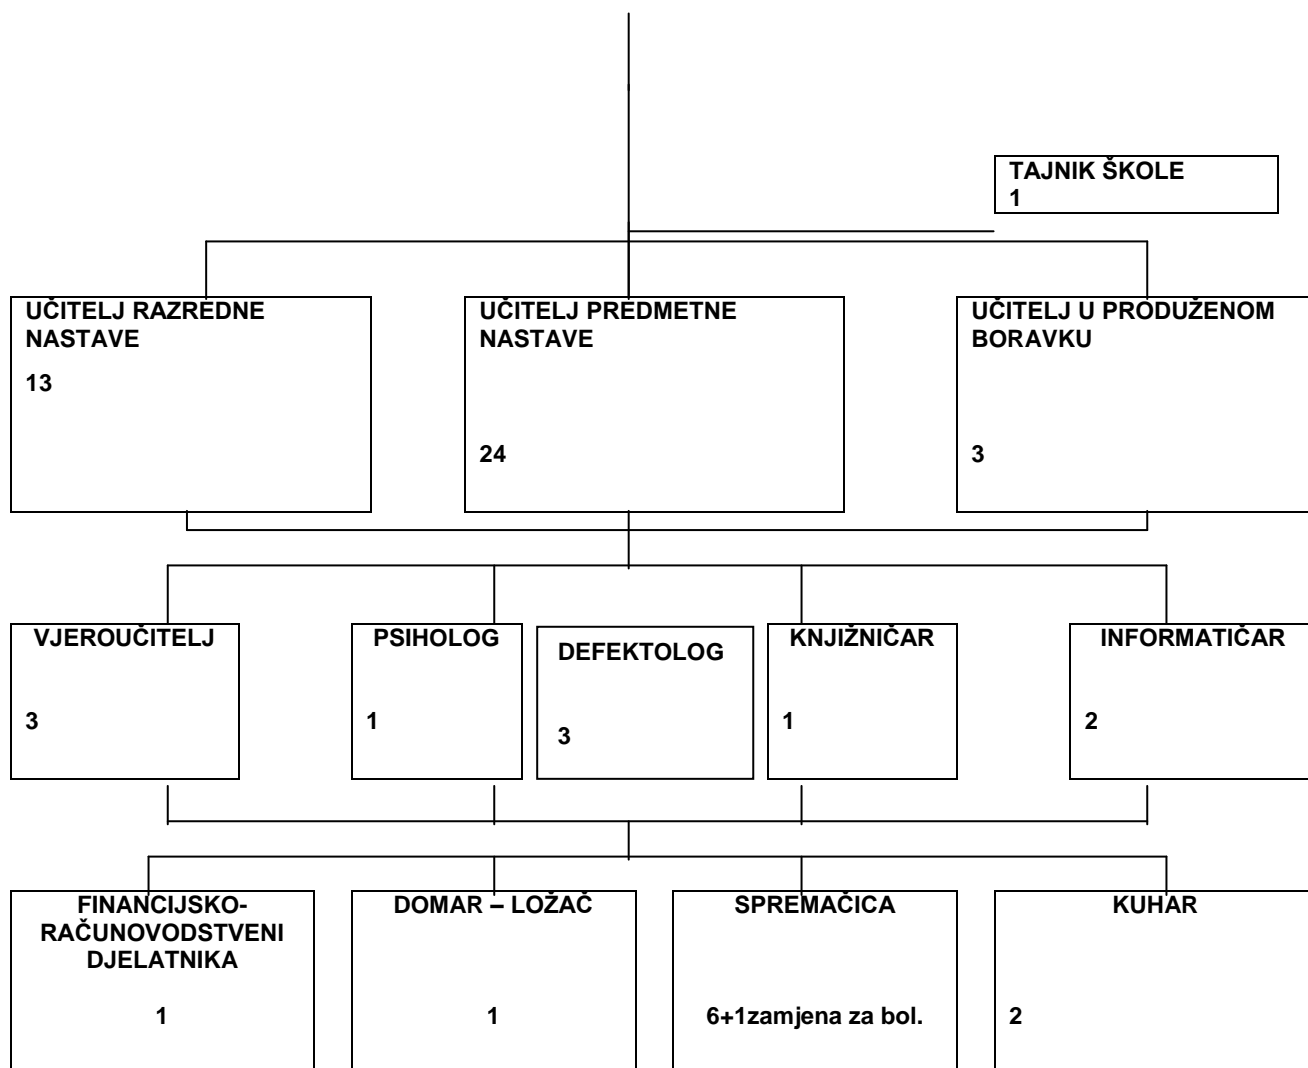 TAJNIK ŠKOLE
1
UČITELJ RAZREDNE
NASTAVE
13
UČITELJ PREDMETNE
NASTAVE
24
UČITELJ U PRODUŽENOM
BORAVKU
3
VJEROUČITELJ
3
PSIHOLOG
1
DEFEKTOLOG
3
KNJIŽNIČAR
1
INFORMATIČAR
2
FINANCIJSKO-
RAČUNOVODSTVENI
DJELATNIKA
1
DOMAR – LOŽAČ
1
SPREMAČICA
6+1zamjena za bol.
KUHAR
2